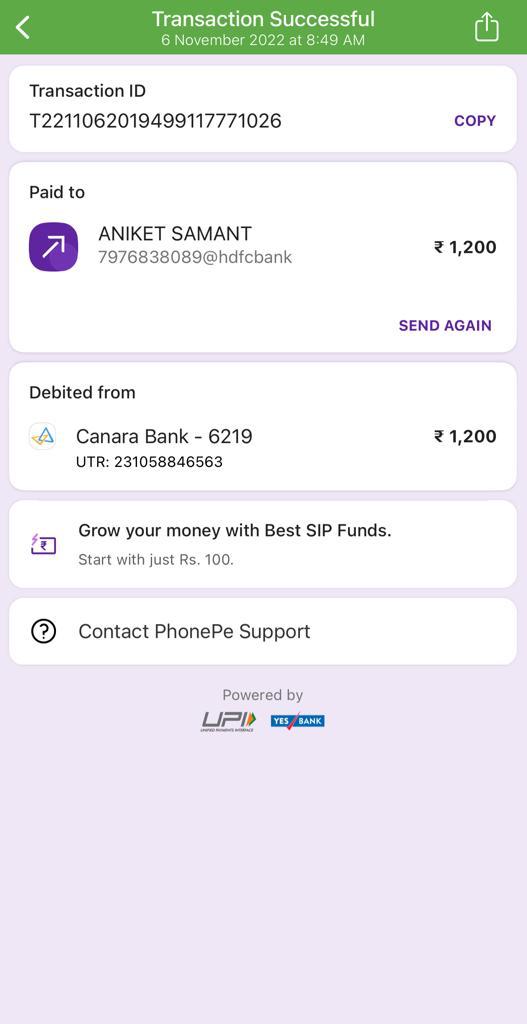 Transaction Successful
6 November 2022 at 8:49 AM
Transaction ID
T2211062019499117771026 COPY
Paid to
ANIKET SAMANT
7976838089@hdfcbank
₹ 1,200
SEND AGAIN
Debited from
Canara Bank - 6219 ₹ 1,200
UTR: 231058846563
Grow your money with Best SIP Funds.
Start with just Rs. 100.
Contact PhonePe Support
Powered by
UPI YES BANK
UNIFIED PAYMENTS INTERFACE